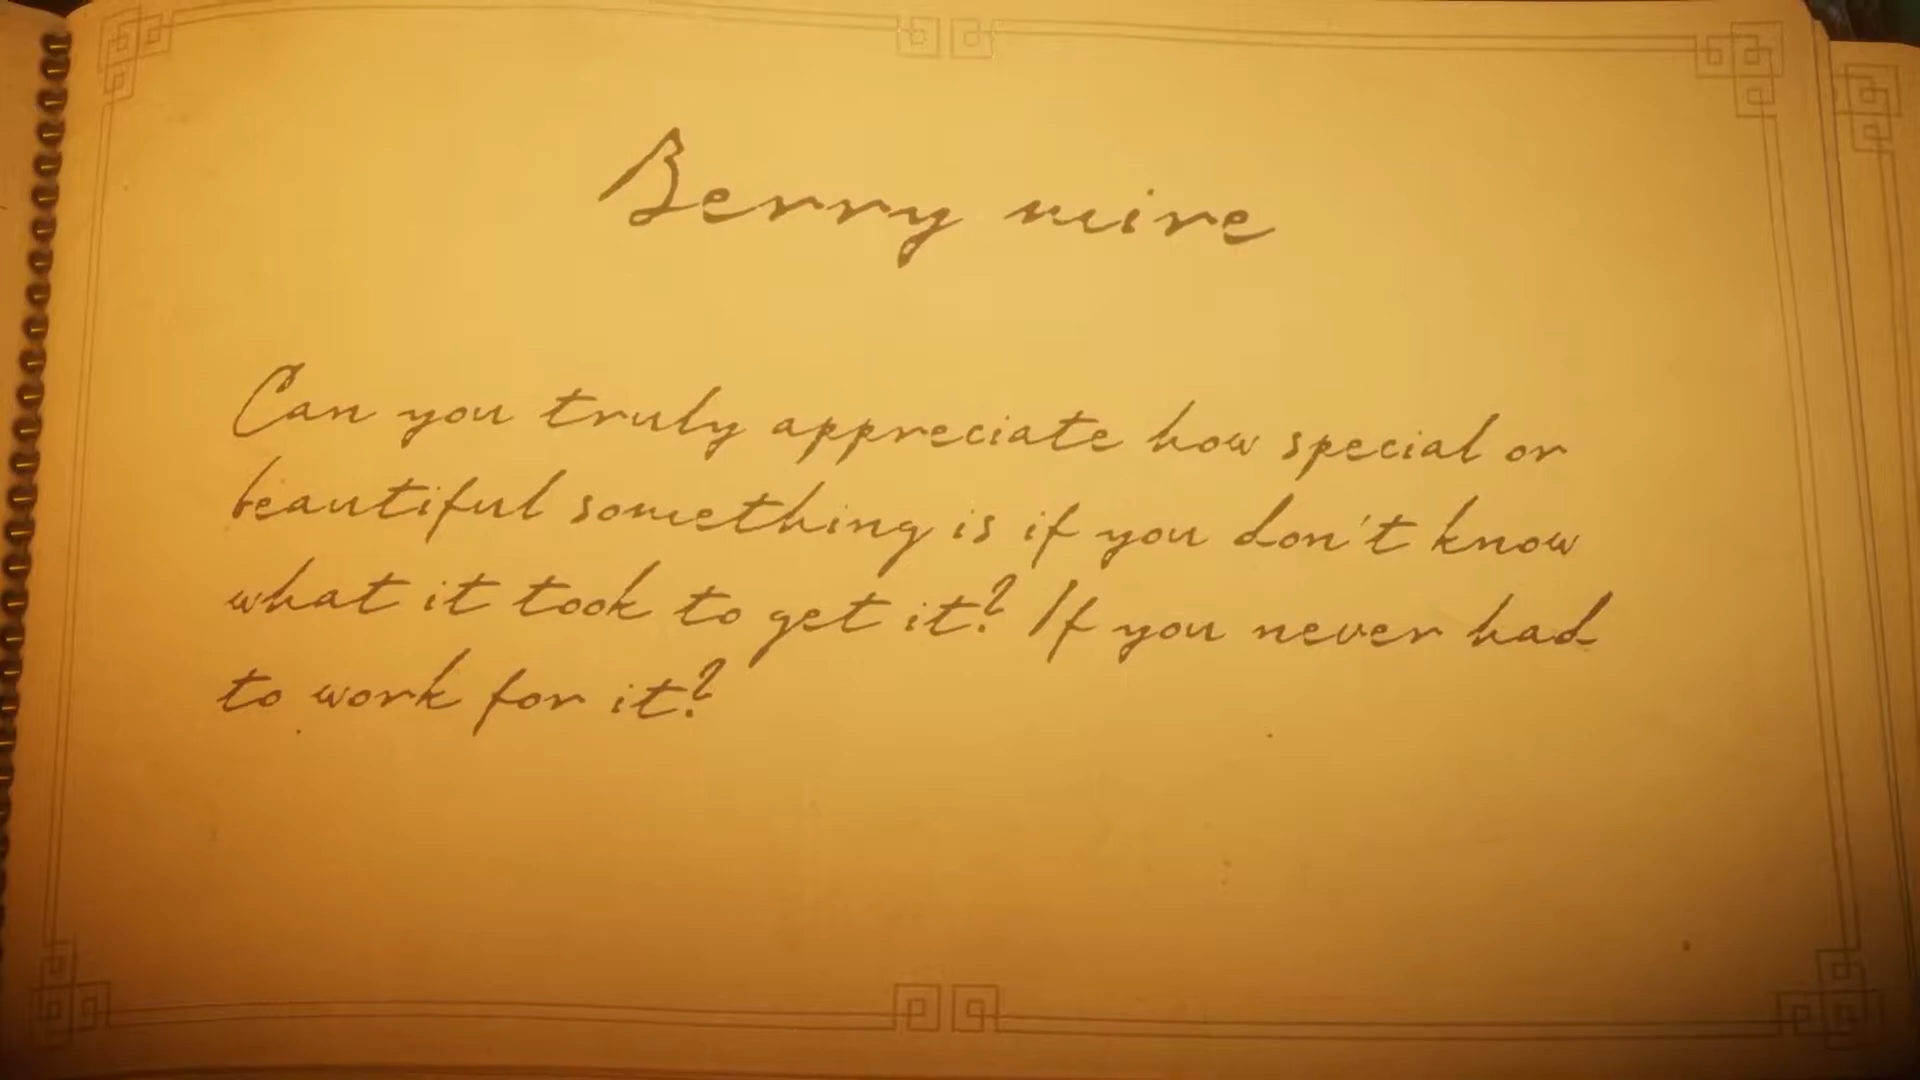 Berry mire
Can you truly appreciate how special or
beautiful something is if you don't know
what it took to get it? If you never had
to work for it?